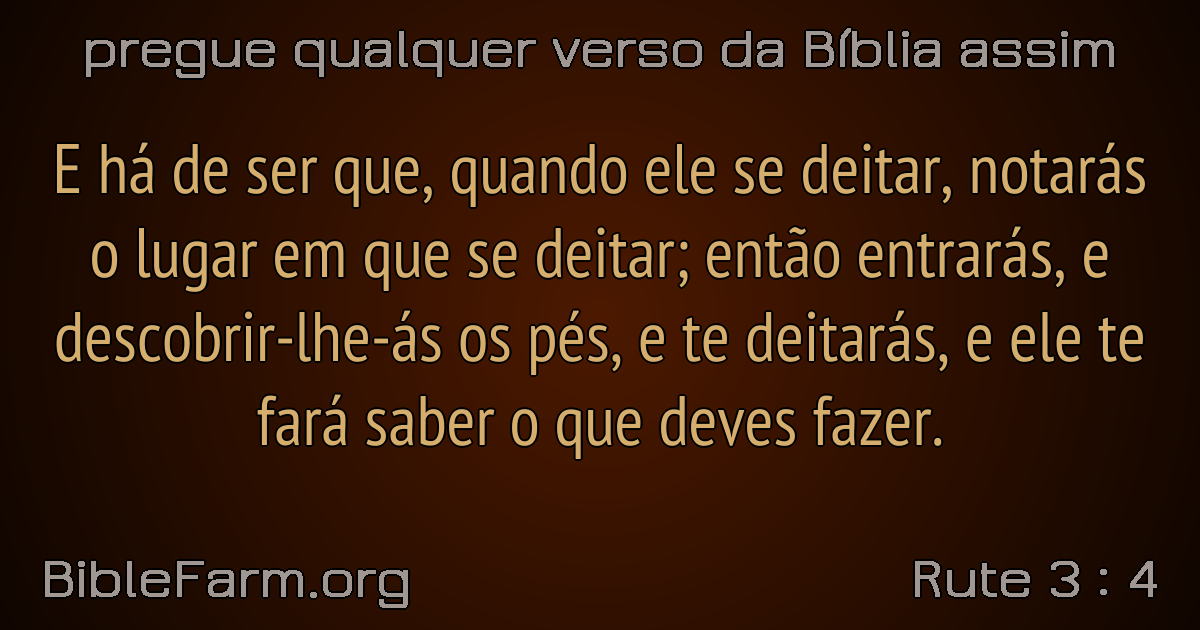 pregue qualquer verso da Bíblia assim
E há de ser que, quando ele se deitar, notarás
o lugar em que se deitar; então entrarás, e
descobrir-lhe-ás os pés, e te deitarás, e ele te
fará saber o que deves fazer.
BibleFarm.org
Rute 3 : 4